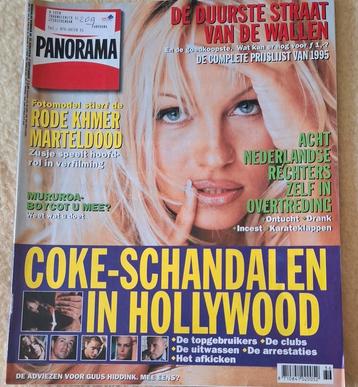 PANORAMA
DE DUURSTE STRAAT
VAN DE WALLEN
En de goedkoopste. Wat kan er nog voor ƒ 1,-?
DE COMPLETE PRIJSLIJST VAN 1995
Fotomodel stierf de
RODE KHMER
MARTELDOOD
Zusje speelt hoofd-
rol in verfilming
MURUROA-
BOYCOT U MEE?
Weet wat u doet
ACHT
NEDERLANDSE
RECHTERS
ZELF IN
OVERTREDING
•Ontucht •Drank
•Incest •Karateklappen
COKE-SCHANDALEN
IN HOLLYWOOD
•De topgebruikers •De clubs
•De uitwassen •De arrestaties
•Het afkicken
DE ADVIEZEN VOOR GUUS HIDDINK. MEE EENS?